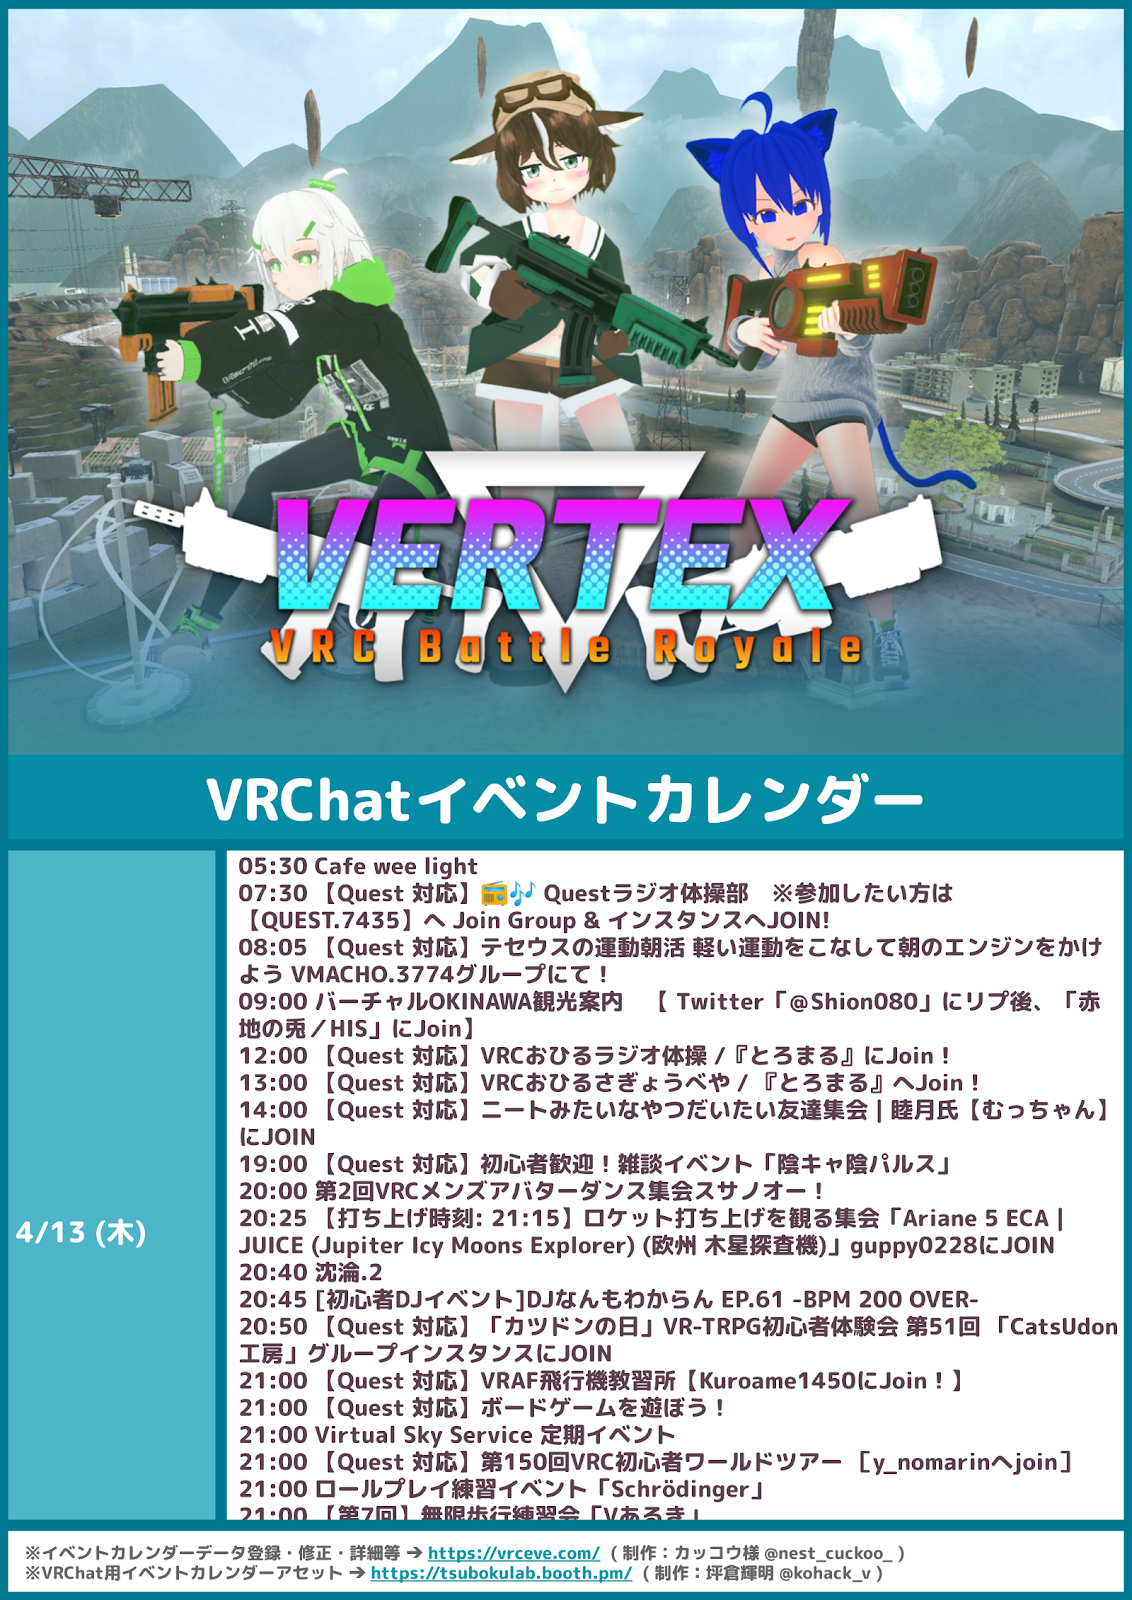 VERTEX
VRC Battle Royale
VRChatイベントカレンダー
4/13 (木)
05:30 Cafe wee light
07:30 【Quest 対応】📻🎶 Questラジオ体操部　※参加したい方は
【QUEST.7435】へ Join Group & インスタンスへJOIN!
08:05 【Quest 対応】テセウスの運動朝活 軽い運動をこなして朝のエンジンをかけ
よう VMACHO.3774グループにて！
09:00 バーチャルOKINAWA観光案内　【 Twitter「@Shion080」にリプ後、「赤
地の兎／HIS」にJoin】
12:00 【Quest 対応】VRCおひるラジオ体操 /『とろまる』にJoin！
13:00 【Quest 対応】VRCおひるさぎょうべや / 『とろまる』へJoin！
14:00 【Quest 対応】ニートみたいなやつだいたい友達集会 | 睦月氏【むっちゃん】
にJOIN
19:00 【Quest 対応】初心者歓迎！雑談イベント「陰キャ陰パルス」
20:00 第2回VRCメンズアバターダンス集会スサノオー！
20:25 【打ち上げ時刻: 21:15】ロケット打ち上げを観る集会「Ariane 5 ECA |
JUICE (Jupiter Icy Moons Explorer) (欧州 木星探査機)」guppy0228にJOIN
20:40 沈淪.2
20:45 [初心者DJイベント]DJなんもわからん EP.61 -BPM 200 OVER-
20:50 【Quest 対応】「カツドンの日」VR-TRPG初心者体験会 第51回 「CatsUdon
工房」グループインスタンスにJOIN
21:00 【Quest 対応】VRAF飛行機教習所【Kuroame1450にJoin！】
21:00 【Quest 対応】ボードゲームを遊ぼう！
21:00 Virtual Sky Service 定期イベント
21:00 【Quest 対応】第150回VRC初心者ワールドツアー ［y_nomarinへjoin］
21:00 ロールプレイ練習イベント「Schrödinger」
21:00 【第7回】無限歩行練習会「Vあるき」
※イベントカレンダーデータ登録・修正・詳細等 ➔ https://vrceve.com/ （制作：カッコウ様 @nest_cuckoo_ ）
※VRChat用イベントカレンダーアセット ➔ https://tsubokulab.booth.pm/ （制作：坪倉輝明 @kohack_v ）